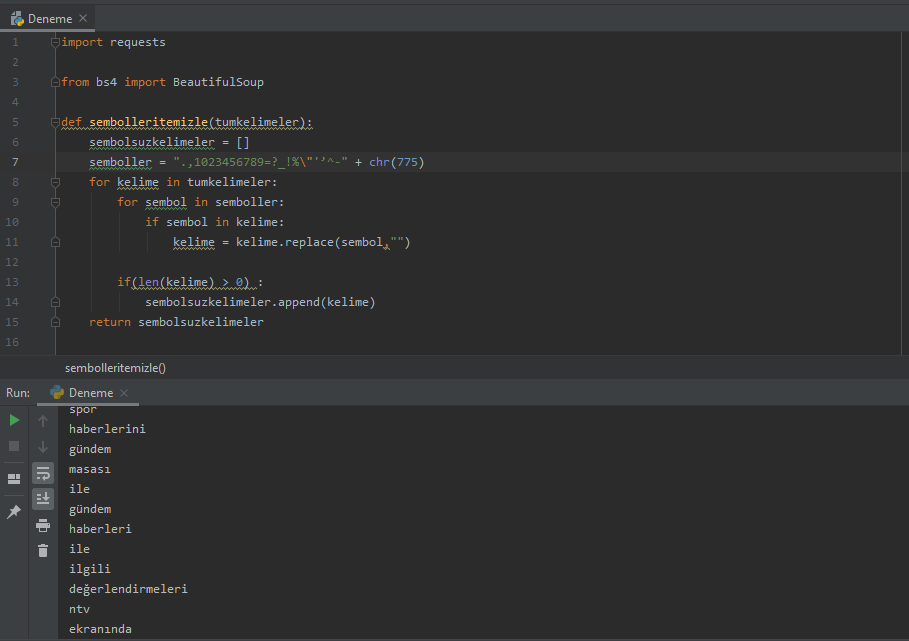 Deneme
1 import requests
2
3 from bs4 import BeautifulSoup
4
5 def sembolleritemizle(tumkelimeler):
6 sembolsuzkelimeler = []
7 semboller = ".,1023456789=?_!%\"'’^-" + chr(775)
8 for kelime in tumkelimeler:
9 for sembol in semboller:
10 if sembol in kelime:
11 kelime = kelime.replace(sembol,"")
12
13 if(len(kelime) > 0) :
14 sembolsuzkelimeler.append(kelime)
15 return sembolsuzkelimeler
16
sembolleritemizle()
Run: Deneme
spor
haberlerini
gündem
masası
ile
gündem
haberleri
ile
ilgili
değerlendirmeleri
ntv
ekranında